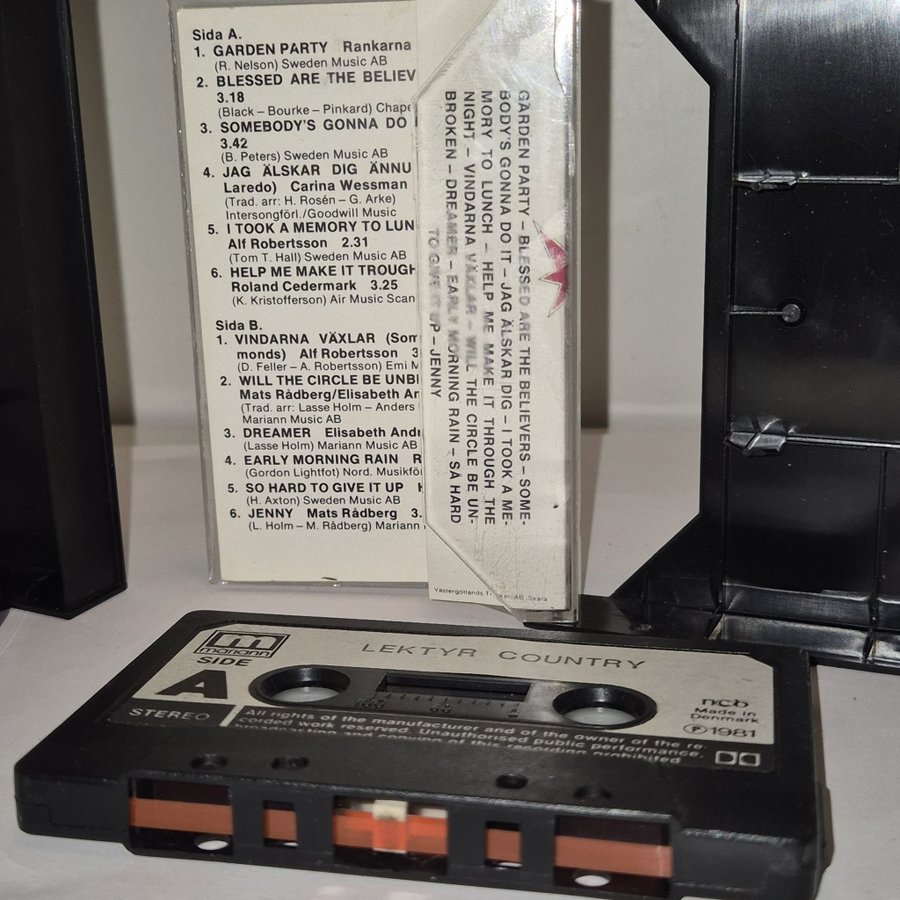 Sida A.
1. GARDEN PARTY Rankarna
(R. Nelson) Sweden Music AB
2. BLESSED ARE THE BELIEV
3.18
(Black – Bourke – Pinkard) Chape
3. SOMEBODY'S GONNA DO
3.42
(B. Peters) Sweden Music AB
4. JAG ÄLSKAR DIG ÄNNU
Laredo) Carina Wessman
(Trad. arr: H. Rosén – G. Arke)
Intersongförl./Goodwill Music
5. I TOOK A MEMORY TO LUN
Alf Robertsson 2.31
(Tom T. Hall) Sweden Music AB
6. HELP ME MAKE IT TROUGH
Roland Cedermark 3.25
(K. Kristofferson) Air Music Scan
Sida B.
1. VINDARNA VÄXLAR (Som
monds) Alf Robertsson 3
(D. Feller – A. Robertsson) Emi M
2. WILL THE CIRCLE BE UNB
Mats Rådberg/Elisabeth An
(Trad. arr: Lasse Holm – Anders
Mariann Music AB
3. DREAMER Elisabeth Andr
(Lasse Holm) Mariann Music AB
4. EARLY MORNING RAIN R
(Gordon Lightfot) Nord. Musikfö
5. SO HARD TO GIVE IT UP H
(H. Axton) Sweden Music AB
6. JENNY Mats Rådberg 3.
(L. Holm – M. Rådberg) Mariann
GARDEN PARTY – BLESSED ARE THE BELIEVERS – SOME-
BODY'S GONNA DO IT – JAG ÄLSKAR DIG – I TOOK A ME-
MORY TO LUNCH – HELP ME MAKE IT THROUGH THE
NIGHT – VINDARNA VÄXLAR – WILL THE CIRCLE BE UN-
BROKEN – DREAMER – EARLY MORNING RAIN – SÅ HARD
TO GIVE IT UP – JENNY
Västergötlands AB, Skara
m
mariann
SIDE
A
STEREO
LEKTYR COUNTRY
ncb
Made in
Denmark
Ⓟ 1981
All rights of the manufacturer and of the owner of the re-
corded work reserved. Unauthorised public performance,
broadcasting and copying of this recording prohibited